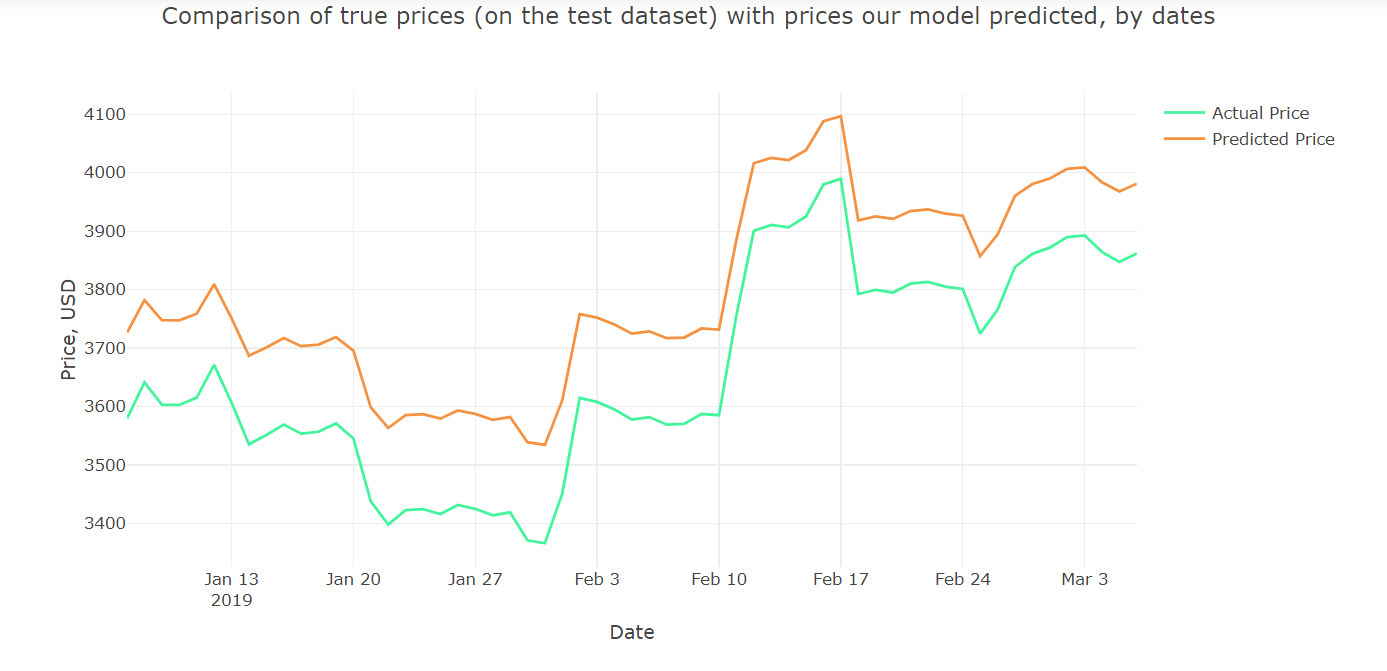 Comparison of true prices (on the test dataset) with prices our model predicted, by dates
Actual Price
Predicted Price
Price, USD
4100
4000
3900
3800
3700
3600
3500
3400
Jan 13 Jan 20 Jan 27 Feb 3 Feb 10 Feb 17 Feb 24 Mar 3
2019
Date